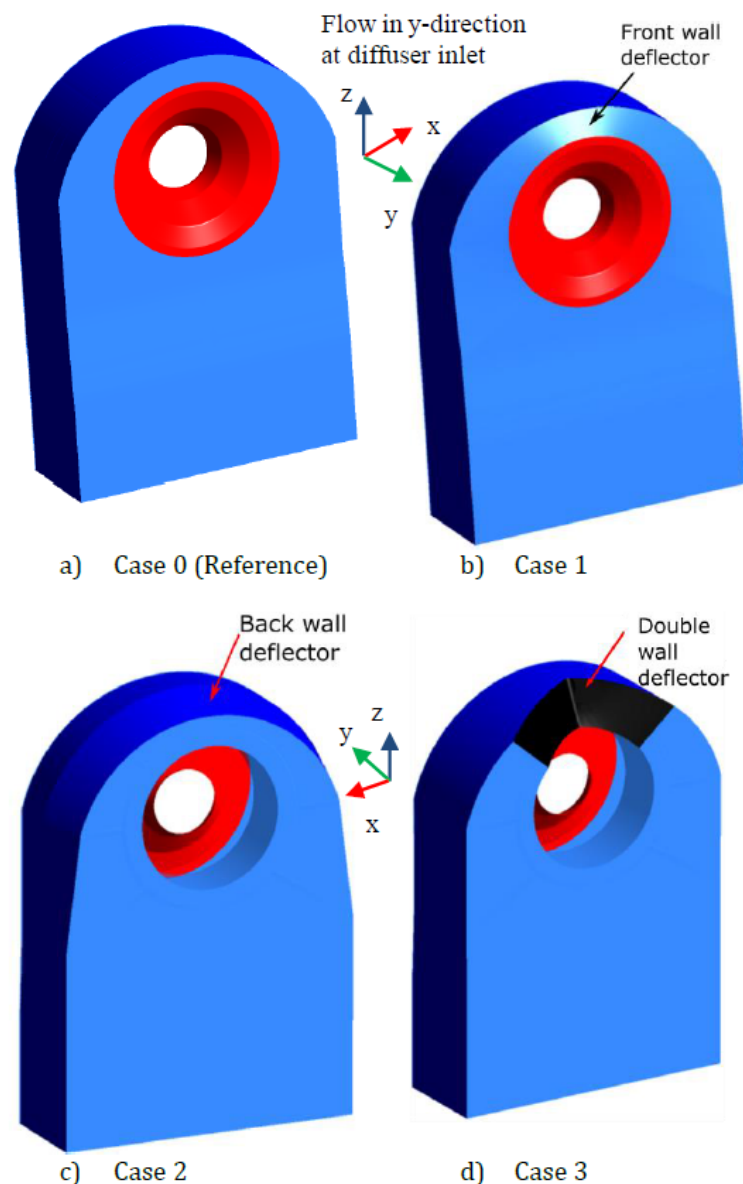 Flow in y-direction
at diffuser inlet
Front wall
deflector
z
x
y
a) Case 0 (Reference)
b) Case 1
Back wall
deflector
Double
wall
deflector
z
y
x
c) Case 2
d) Case 3